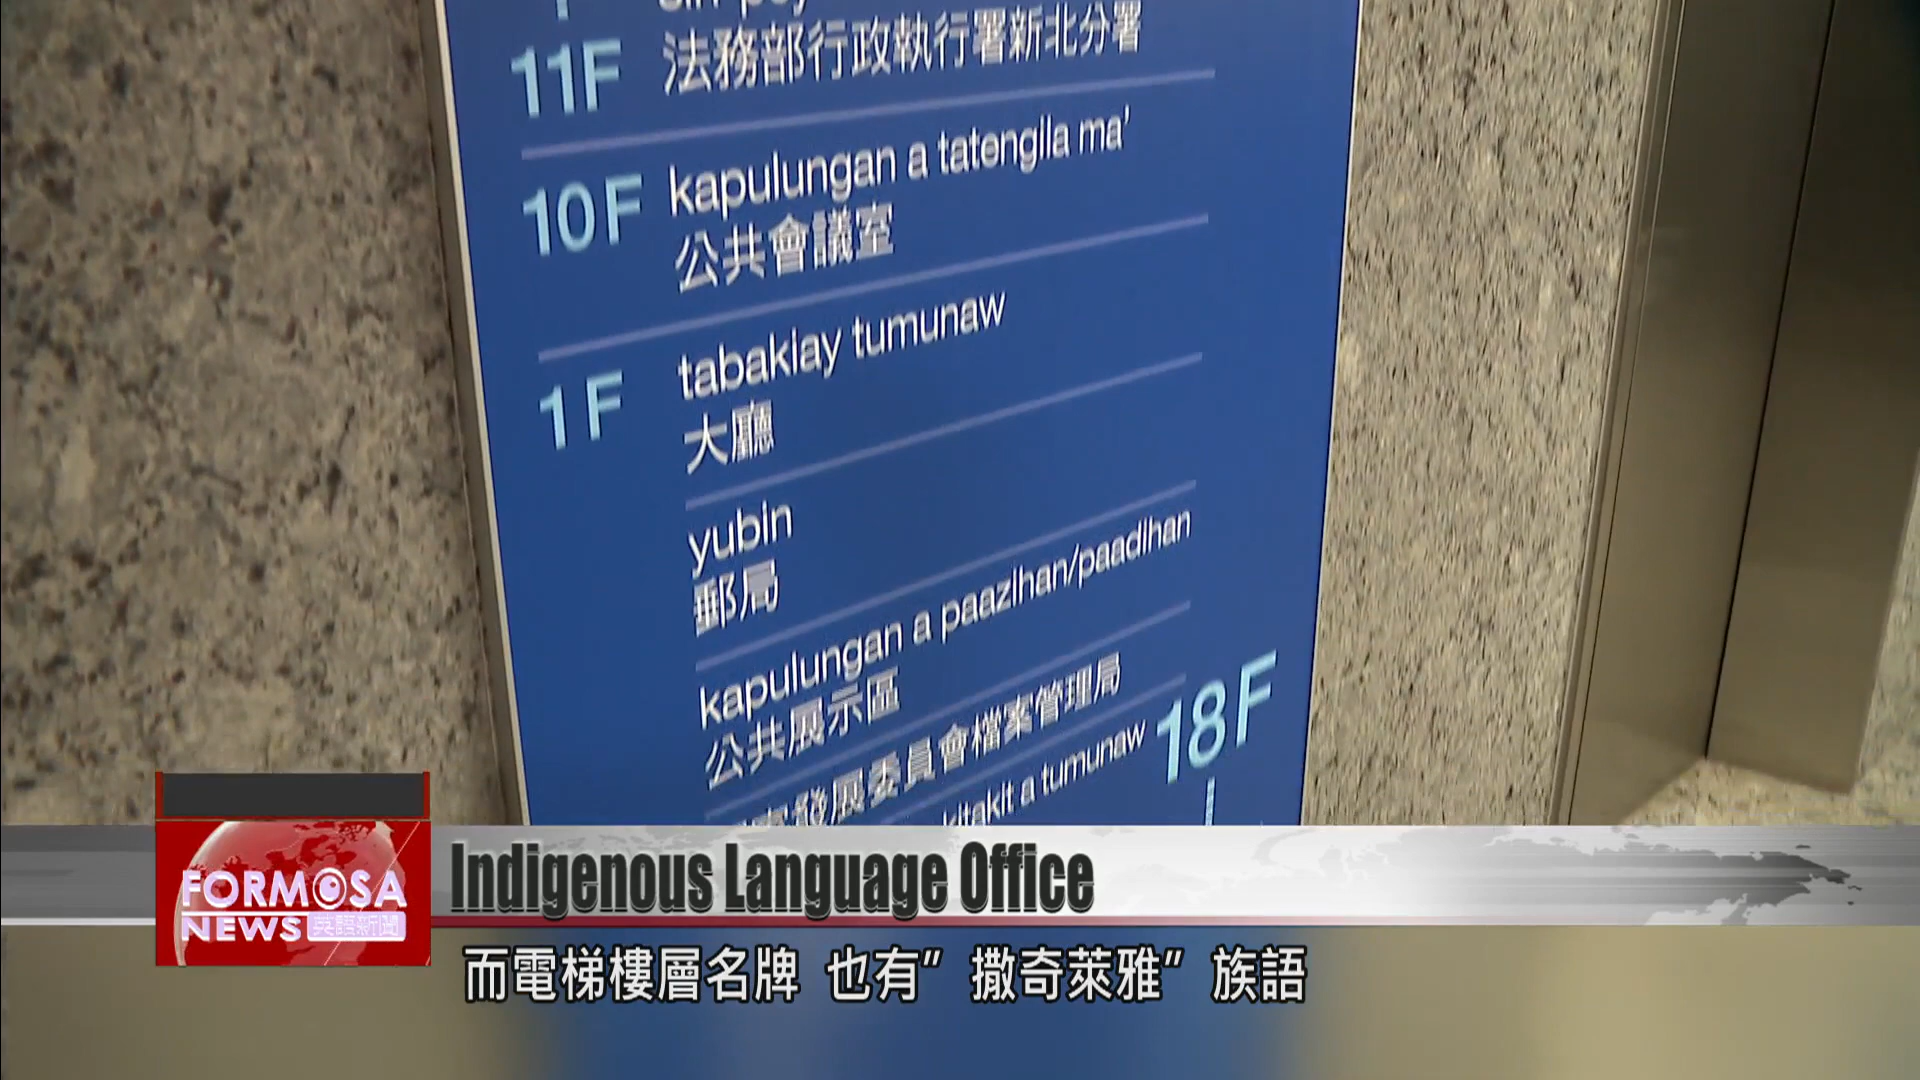 11F
法務部行政執行署新北分署
10F
kapulungan a tatengila ma'
公共會議室
1F
tabakiay tumunaw
大廳
yubin
郵局
kapulungan a paazihan/paadihan
公共展示區
發展委員會檔案管理局
kitakit a tumunaw
18F
FORMOSA
NEWS 英語新聞
Indigenous Language Office
而電梯樓層名牌 也有”撒奇萊雅”族語